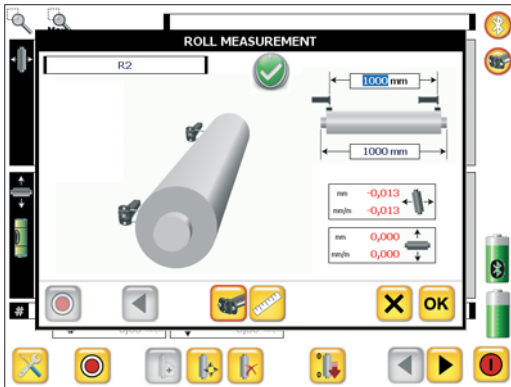 ROLL MEASUREMENT
R2
1000 mm
1000 mm
mm -0,013
mm/m -0,013
mm 0,000
mm/m 0,000
OK
#